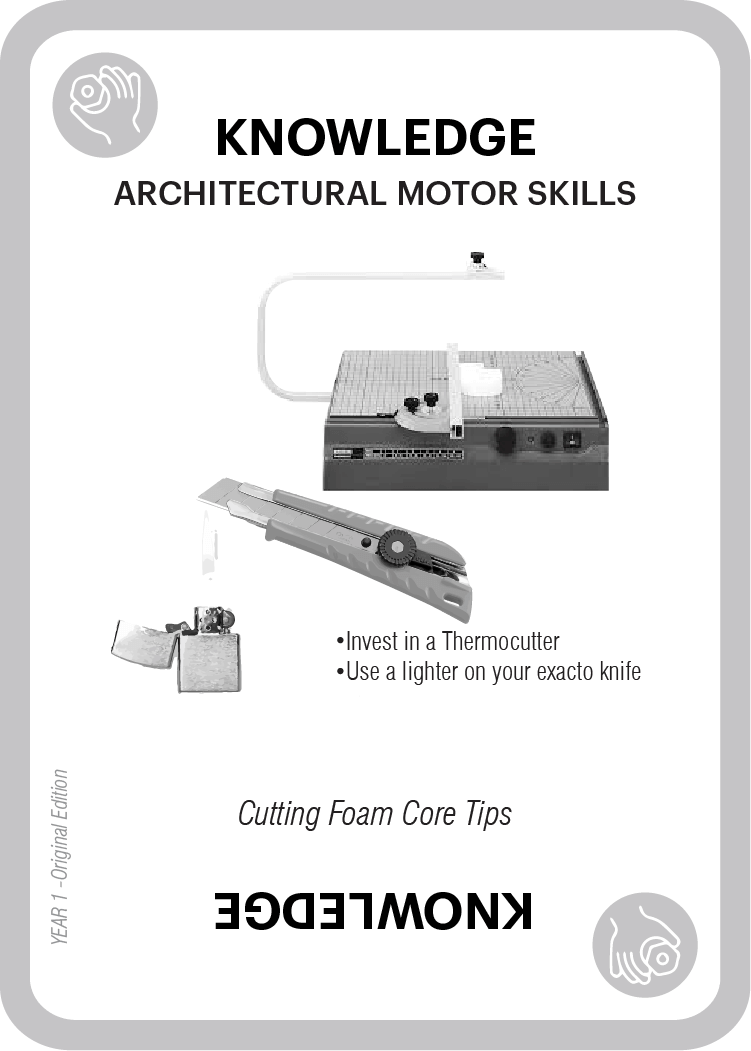 KNOWLEDGE
ARCHITECTURAL MOTOR SKILLS
•Invest in a Thermocutter
•Use a lighter on your exacto knife
YEAR 1 -Original Edition
Cutting Foam Core Tips
KNOWLEDGE